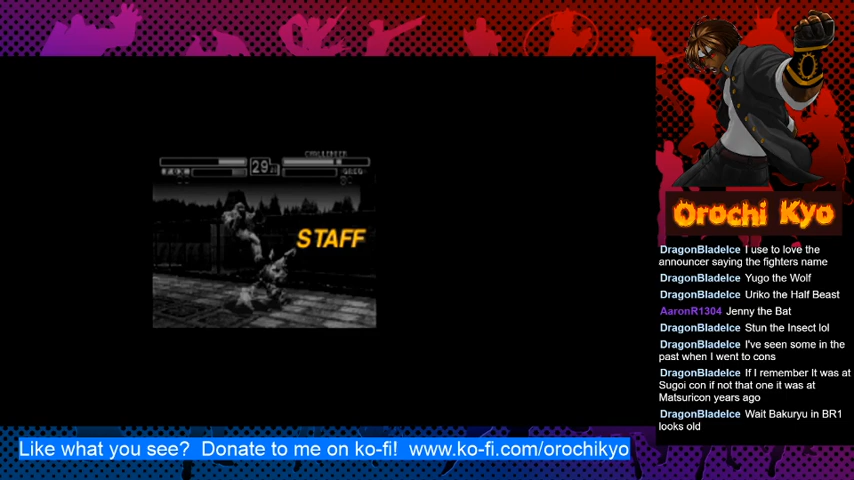 CHALLENGER
29
GREG
STAFF
Orochi Kyo
DragonBladeIce I use to love the
announcer saying the fighters name
DragonBladeIce Yugo the Wolf
DragonBladeIce Uriko the Half Beast
AaronR1304 Jenny the Bat
DragonBladeIce Stun the Insect lol
DragonBladeIce I've seen some in the
past when I went to cons
DragonBladeIce If I remember It was at
Sugoi con if not that one it was at
Matsuricon years ago
DragonBladeIce Wait Bakuryu in BR1
looks old
Like what you see? Donate to me on ko-fi! www.ko-fi.com/orochikyo